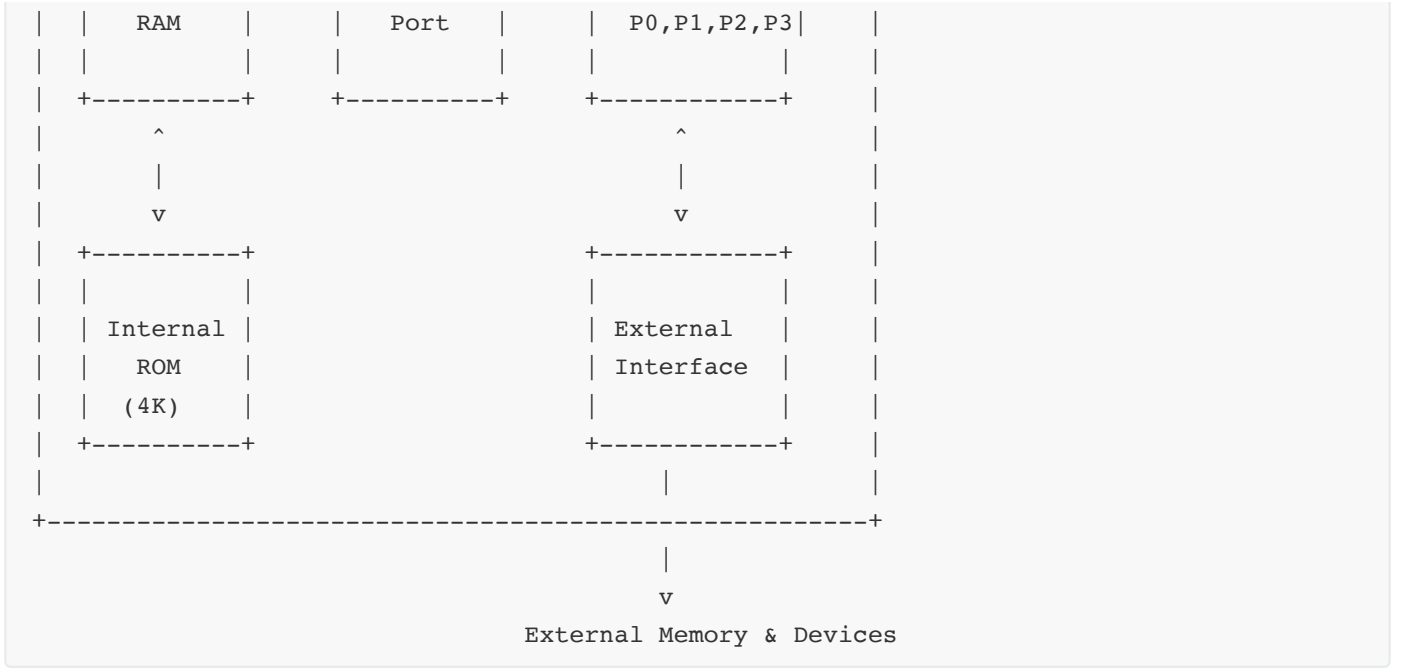 |  |   RAM    |     |   Port   |     |  P0,P1,P2,P3|     |
|  |          |     |          |     |            |     |
|  +----------+     +----------+     +------------+     |
|       ^                                  ^            |
|       |                                  |            |
|       v                                  v            |
|  +----------+                      +------------+     |
|  |          |                      |            |     |
|  | Internal |                      | External   |     |
|  |   ROM    |                      | Interface  |     |
|  |  (4K)    |                      |            |     |
|  +----------+                      +------------+     |
|                                         |             |
+-------------------------------------------------------+
                                          |
                                          v
                                 External Memory & Devices